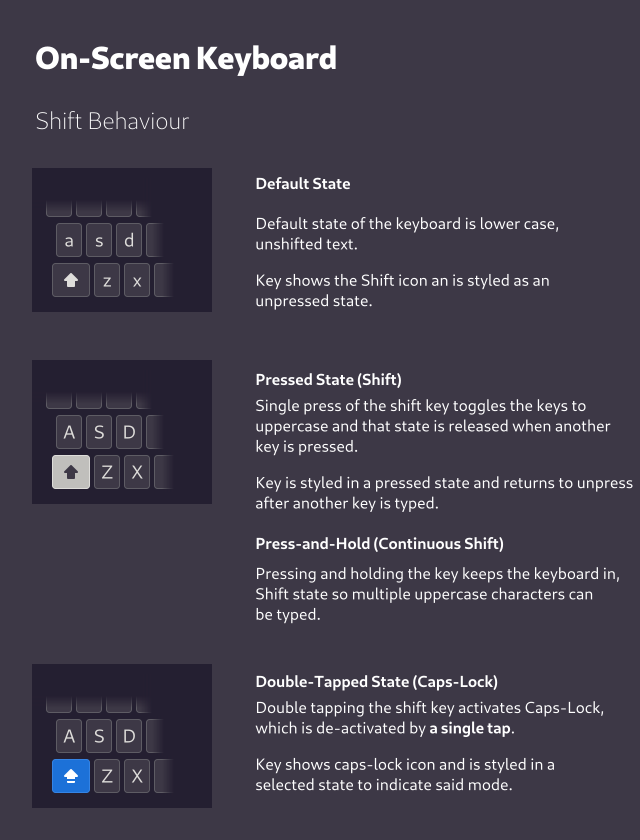 On-Screen Keyboard
Shift Behaviour
a s d
z x
Default State
Default state of the keyboard is lower case,
unshifted text.
Key shows the Shift icon an is styled as an
unpressed state.
A S D
Z X
Pressed State (Shift)
Single press of the shift key toggles the keys to
uppercase and that state is released when another
key is pressed.
Key is styled in a pressed state and returns to unpress
after another key is typed.
Press-and-Hold (Continuous Shift)
Pressing and holding the key keeps the keyboard in,
Shift state so multiple uppercase characters can
be typed.
A S D
Z X
Double-Tapped State (Caps-Lock)
Double tapping the shift key activates Caps-Lock,
which is de-activated by a single tap.
Key shows caps-lock icon and is styled in a
selected state to indicate said mode.